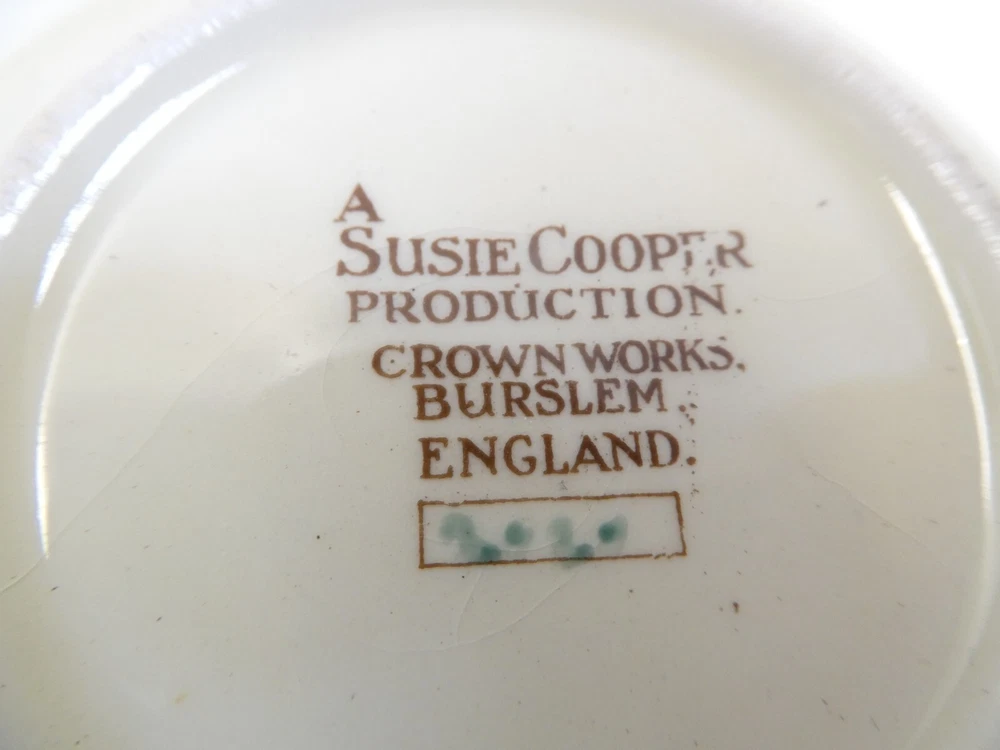 A
SUSIE COOPER
PRODUCTION.
CROWN WORKS.
BURSLEM
ENGLAND.